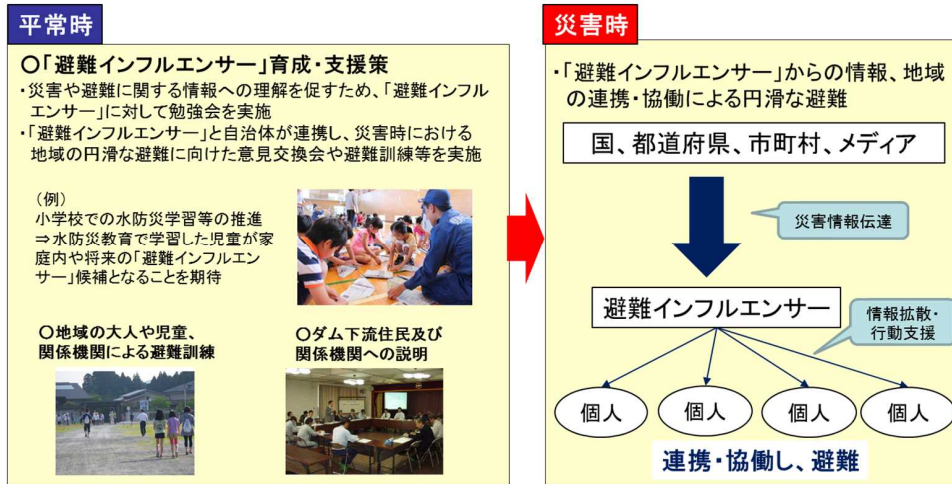 平常時
〇「避難インフルエンサー」育成・支援策
・災害や避難に関する情報への理解を促すため、「避難インフル
エンサー」に対して勉強会を実施
・「避難インフルエンサー」と自治体が連携し、災害時における
地域の円滑な避難に向けた意見交換会や避難訓練等を実施
（例）
小学校での水防災学習等の推進
⇒水防災教育で学習した児童が家
庭内や将来の「避難インフルエン
サー」候補となることを期待
〇地域の大人や児童、
関係機関による避難訓練
〇ダム下流住民及び
関係機関への説明
災害時
・「避難インフルエンサー」からの情報、地域
の連携・協働による円滑な避難
国、都道府県、市町村、メディア
災害情報伝達
避難インフルエンサー
情報拡散・
行動支援
個人
個人
個人
個人
連携・協働し、避難